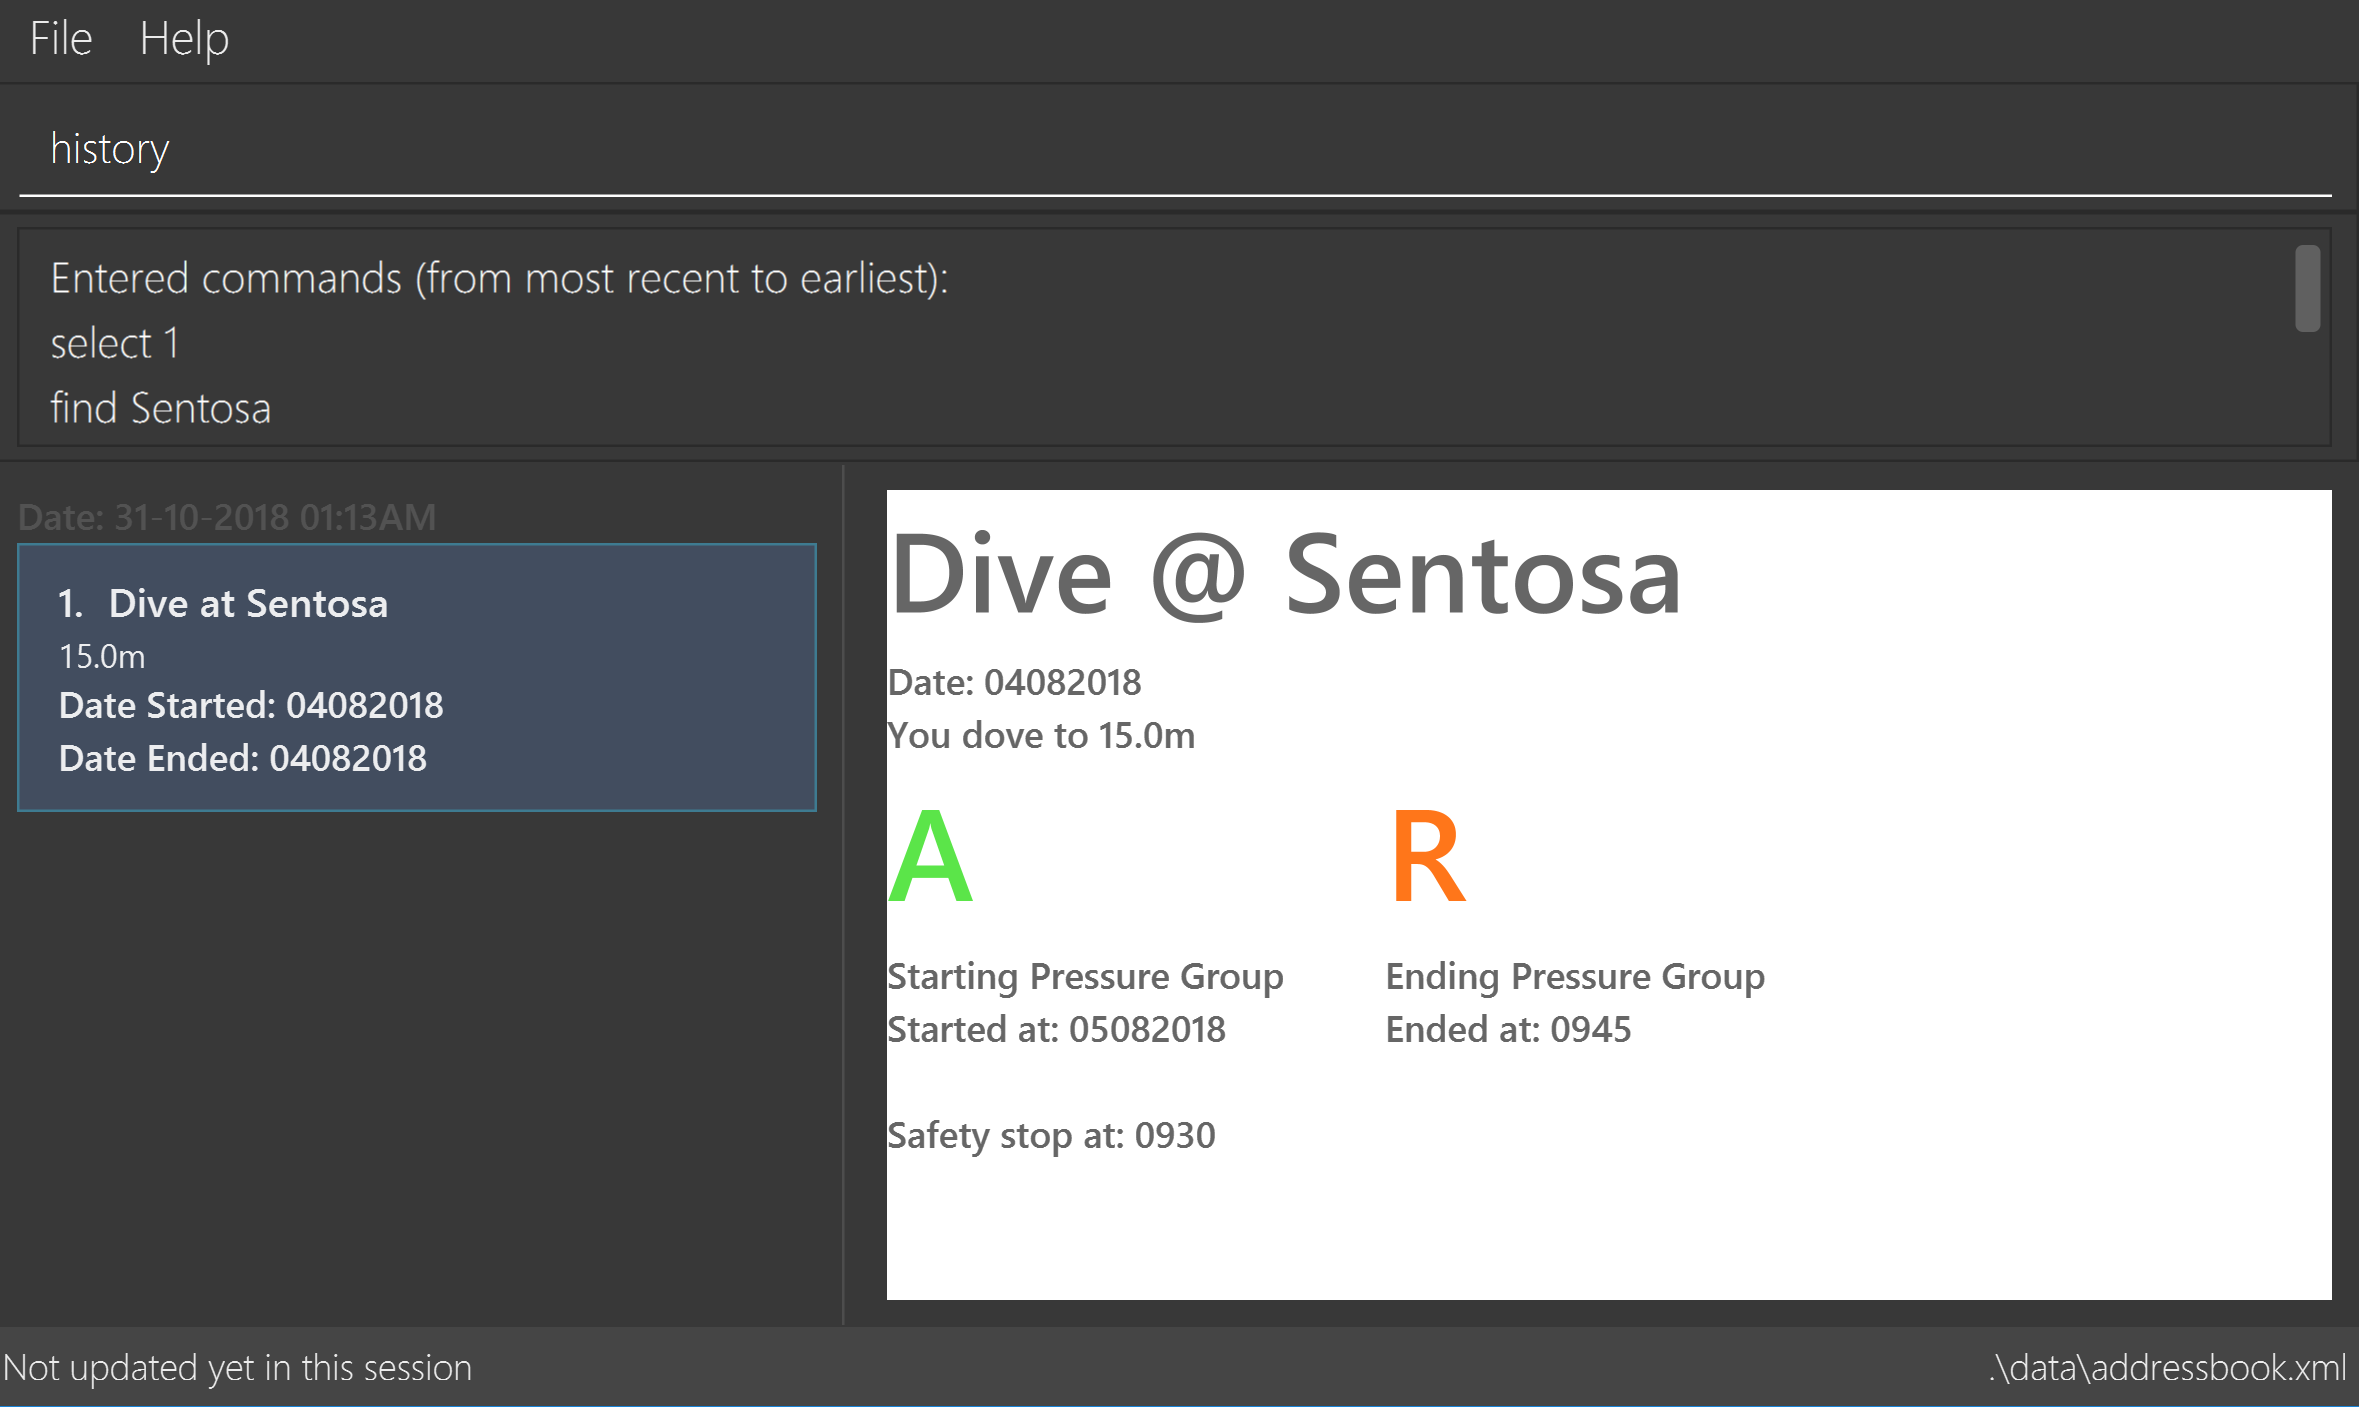 File Help
history
Entered commands (from most recent to earliest):
select 1
find Sentosa
Date: 31-10-2018 01:13AM
1. Dive at Sentosa
15.0m
Date Started: 04082018
Date Ended: 04082018
Dive @ Sentosa
Date: 04082018
You dove to 15.0m
A R
Starting Pressure Group Ending Pressure Group
Started at: 05082018 Ended at: 0945
Safety stop at: 0930
Not updated yet in this session .\data\addressbook.xml